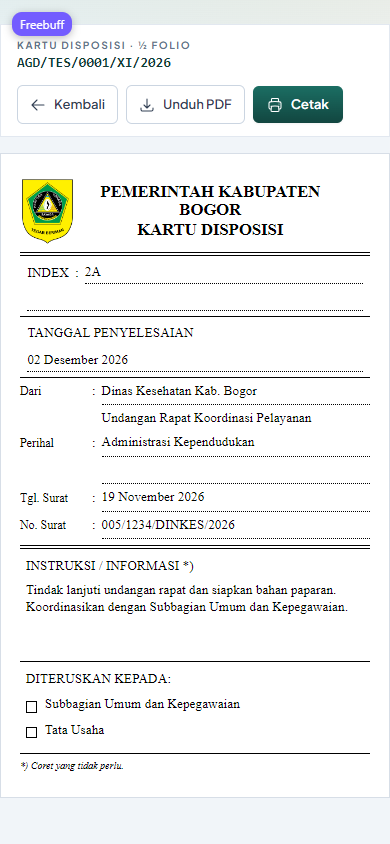 Freebuff
KARTU DISPOSISI · ½ FOLIO
AGD/TES/0001/XI/2026
Kembali
Unduh PDF
Cetak
PEMERINTAH KABUPATEN
BOGOR
KARTU DISPOSISI
INDEX : 2A
TANGGAL PENYELESAIAN
02 Desember 2026
Dari : Dinas Kesehatan Kab. Bogor
Undangan Rapat Koordinasi Pelayanan
Perihal : Administrasi Kependudukan
Tgl. Surat : 19 November 2026
No. Surat : 005/1234/DINKES/2026
INSTRUKSI / INFORMASI *)
Tindak lanjuti undangan rapat dan siapkan bahan paparan.
Koordinasikan dengan Subbagian Umum dan Kepegawaian.
DITERUSKAN KEPADA:
Subbagian Umum dan Kepegawaian
Tata Usaha
*) Coret yang tidak perlu.